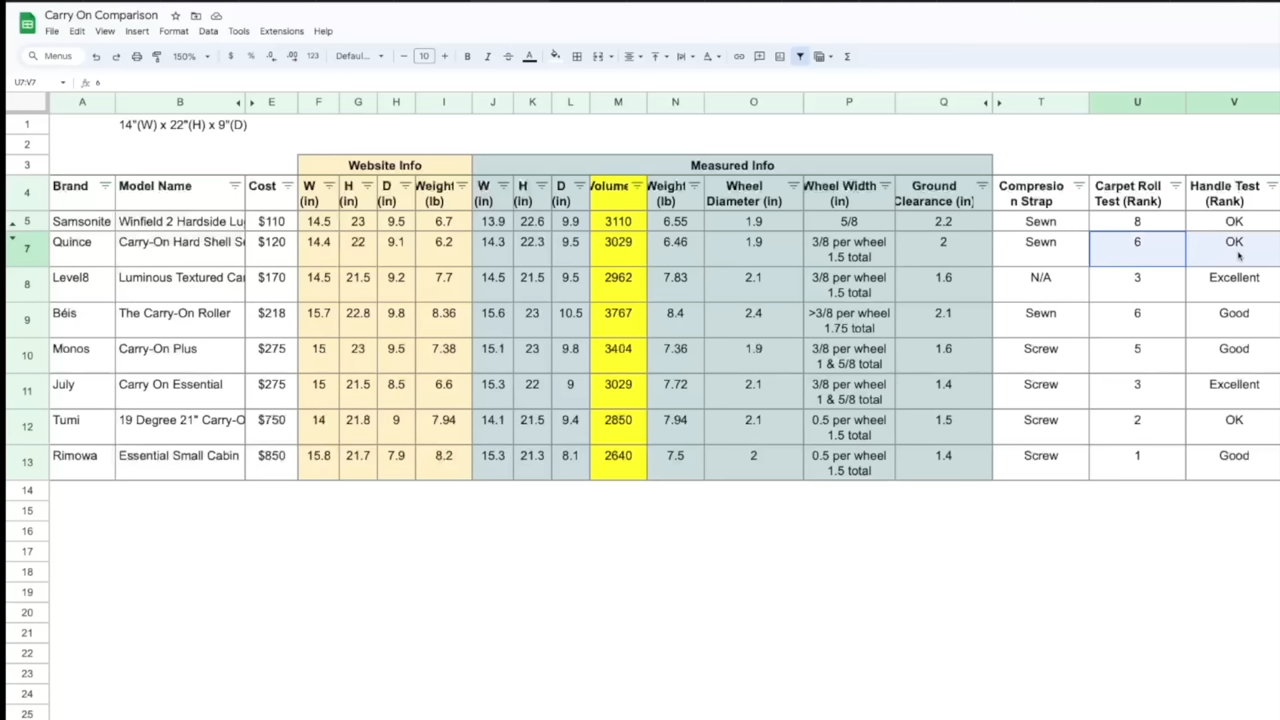 Carry On Comparison
File Edit View Insert Format Data Tools Extensions Help
Menus 150% $ % .0 .00 123 Defaul... − 10 + B I A Σ
U7:V7 fx 6
A B E F G H I J K L M N O P Q T U V
1 14"(W) x 22"(H) x 9"(D)
2
3 Website Info Measured Info
4 Brand Model Name Cost W (in) H (in) D (in) Weight (lb) W (in) H (in) D (in) Volume Weight (lb) Wheel Diameter (in) Wheel Width (in) Ground Clearance (in) Compresion Strap Carpet Roll Test (Rank) Handle Test (Rank)
5 Samsonite Winfield 2 Hardside Lu $110 14.5 23 9.5 6.7 13.9 22.6 9.9 3110 6.55 1.9 5/8 2.2 Sewn 8 OK
7 Quince Carry-On Hard Shell S $120 14.4 22 9.1 6.2 14.3 22.3 9.5 3029 6.46 1.9 3/8 per wheel 1.5 total 2 Sewn 6 OK
8 Level8 Luminous Textured Car $170 14.5 21.5 9.2 7.7 14.5 21.5 9.5 2962 7.83 2.1 3/8 per wheel 1.5 total 1.6 N/A 3 Excellent
9 Béis The Carry-On Roller $218 15.7 22.8 9.8 8.36 15.6 23 10.5 3767 8.4 2.4 >3/8 per wheel 1.75 total 2.1 Sewn 6 Good
10 Monos Carry-On Plus $275 15 23 9.5 7.38 15.1 23 9.8 3404 7.36 1.9 3/8 per wheel 1 & 5/8 total 1.6 Screw 5 Good
11 July Carry On Essential $275 15 21.5 8.5 6.6 15.3 22 9 3029 7.72 2.1 3/8 per wheel 1 & 5/8 total 1.4 Screw 3 Excellent
12 Tumi 19 Degree 21" Carry-O $750 14 21.8 9 7.94 14.1 21.5 9.4 2850 7.94 2.1 0.5 per wheel 1.5 total 1.5 Screw 2 OK
13 Rimowa Essential Small Cabin $850 15.8 21.7 7.9 8.2 15.3 21.3 8.1 2640 7.5 2 0.5 per wheel 1.5 total 1.4 Screw 1 Good
14
15
16
17
18
19
20
21
22
23
24
25